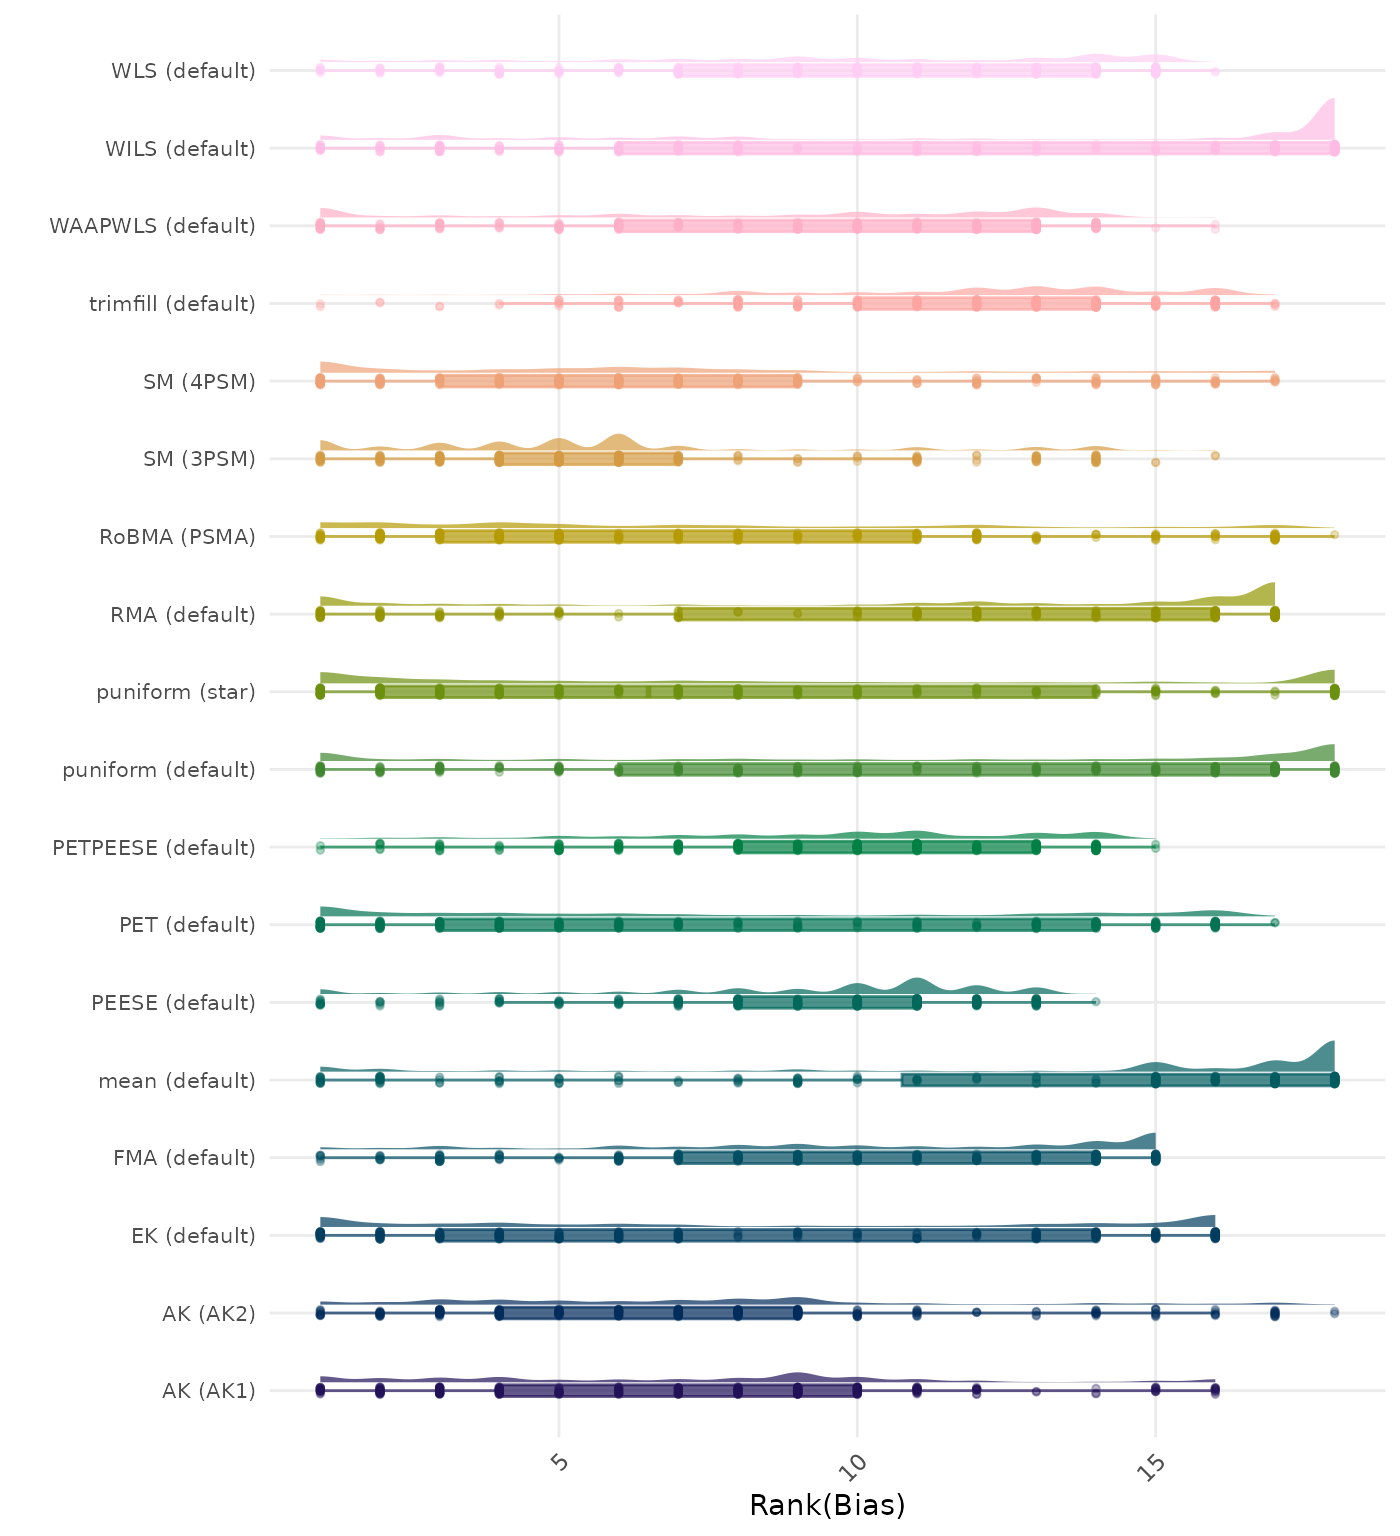 WLS (default)
WILS (default)
WAAPWLS (default)
trimfill (default)
SM (4PSM)
SM (3PSM)
RoBMA (PSMA)
RMA (default)
puniform (star)
puniform (default)
PETPEESE (default)
PET (default)
PEESE (default)
mean (default)
FMA (default)
EK (default)
AK (AK2)
AK (AK1)
5
10
15
Rank(Bias)